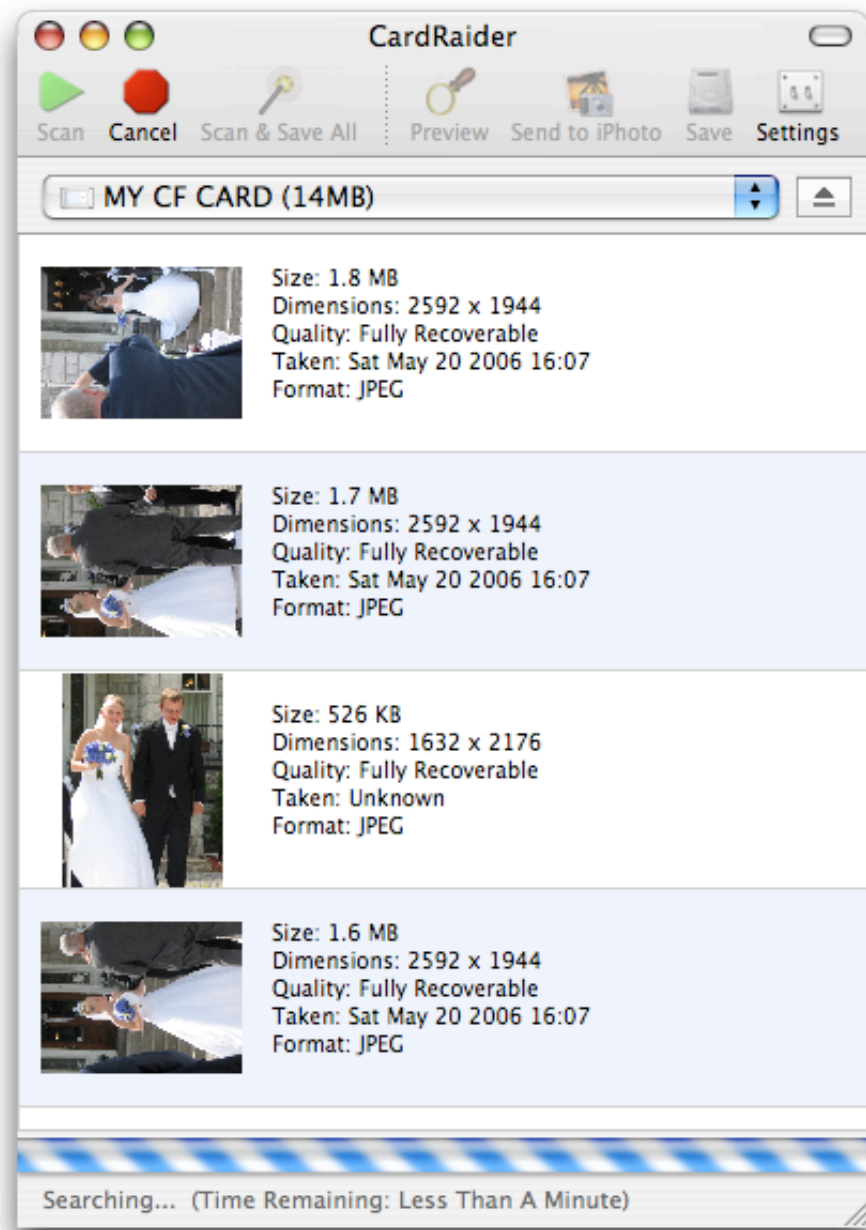 CardRaider
Scan Cancel Scan & Save All Preview Send to iPhoto Save Settings
MY CF CARD (14MB)
Size: 1.8 MB
Dimensions: 2592 x 1944
Quality: Fully Recoverable
Taken: Sat May 20 2006 16:07
Format: JPEG
Size: 1.7 MB
Dimensions: 2592 x 1944
Quality: Fully Recoverable
Taken: Sat May 20 2006 16:07
Format: JPEG
Size: 526 KB
Dimensions: 1632 x 2176
Quality: Fully Recoverable
Taken: Unknown
Format: JPEG
Size: 1.6 MB
Dimensions: 2592 x 1944
Quality: Fully Recoverable
Taken: Sat May 20 2006 16:07
Format: JPEG
Searching... (Time Remaining: Less Than A Minute)